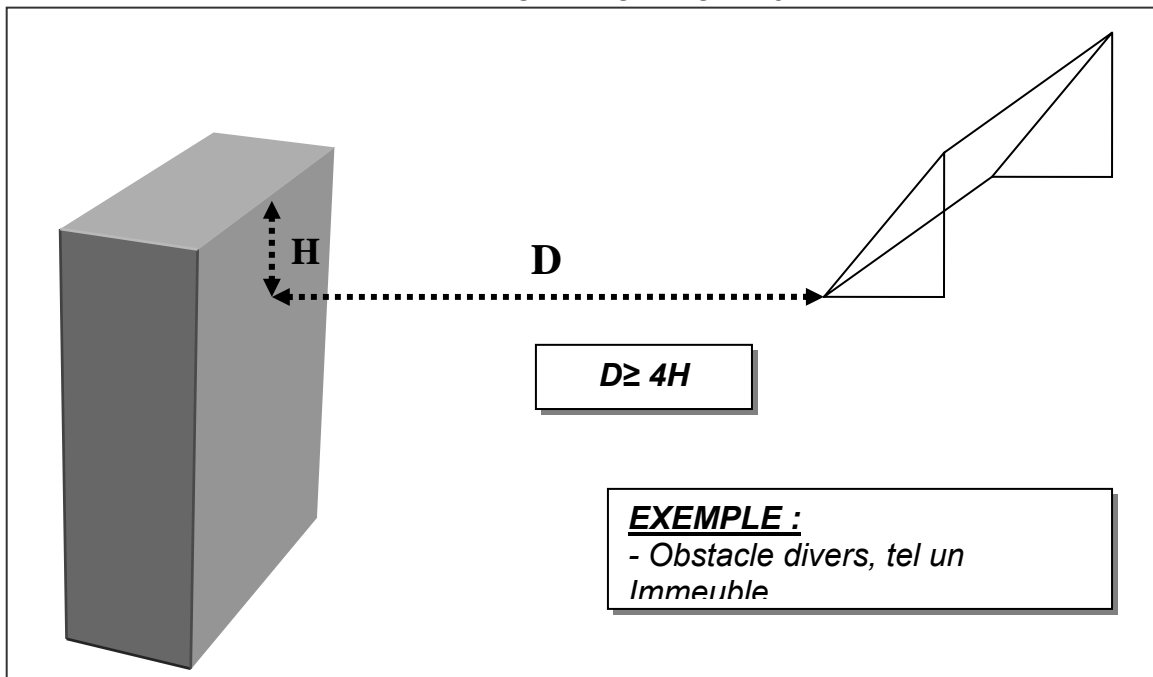 H
D
D≥ 4H
EXEMPLE :
- Obstacle divers, tel un
Immeuble